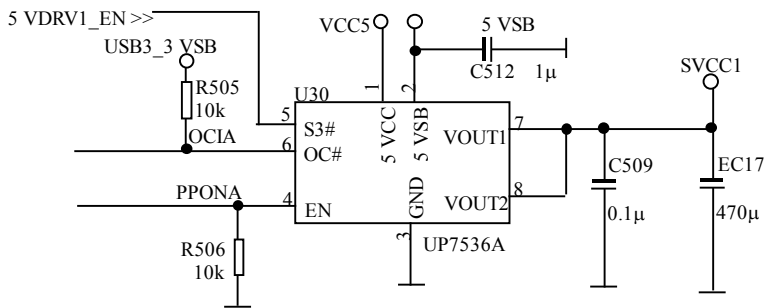 5 VDRV1_EN >>
VCC5
5 VSB
USB3_3 VSB
C512
1μ
SVCC1
R505
10k
U30
1
2
5
S3#
5 VCC
5 VSB
VOUT1
7
OCIA
6
OC#
C509
EC17
PPONA
4
EN
GND
VOUT2
8
0.1μ
470μ
3
UP7536A
R506
10k